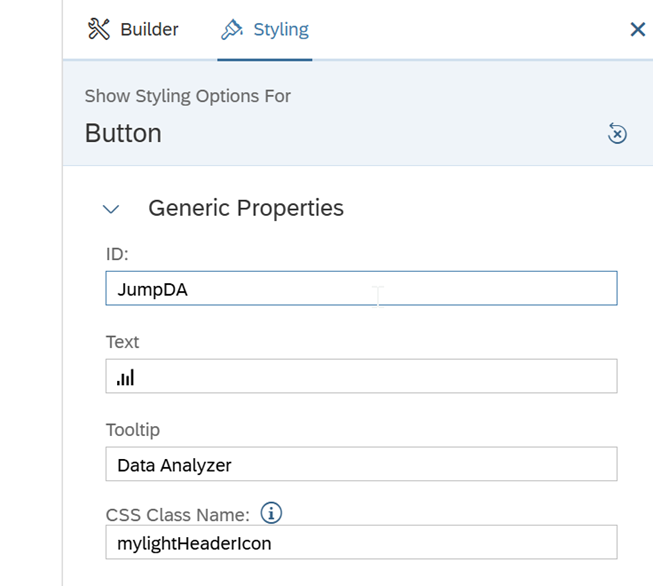 Builder
Styling
Show Styling Options For
Button
Generic Properties
ID:
JumpDA
Text
Tooltip
Data Analyzer
CSS Class Name:
mylightHeaderIcon